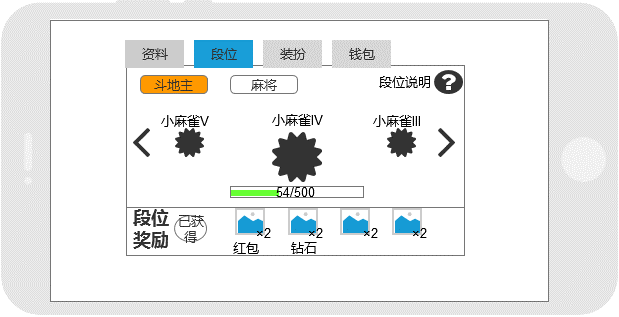 资料 段位 装扮 钱包
斗地主 麻将 段位说明 ?
小麻雀V 小麻雀IV 小麻雀III
54/500
段位奖励 已获得 ×2 ×2 ×2 ×2
红包 钻石